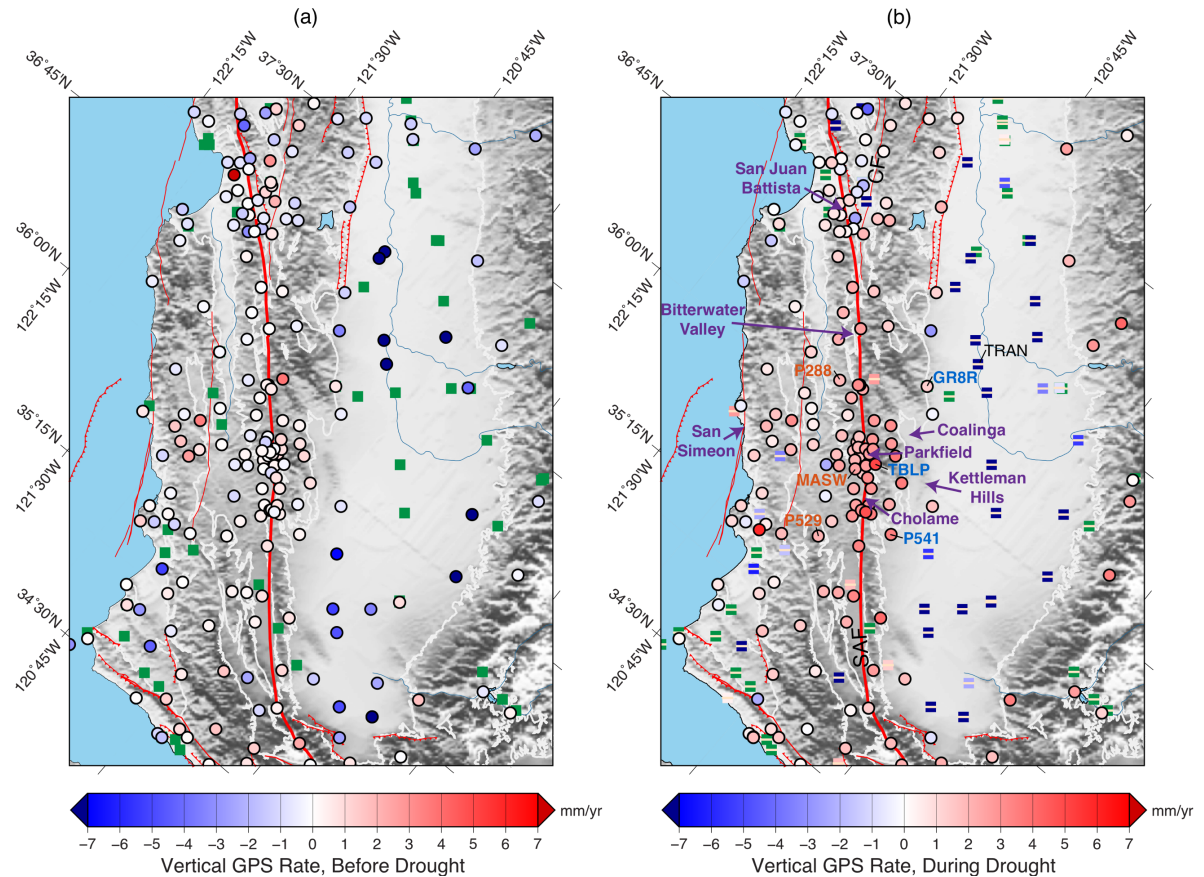 (a)
(b)
122°15'W
37°30'N
121°30'W
120°45'W
122°15'W
37°30'N
121°30'W
120°45'W
36°45'N
36°00'N
122°15'W
35°15'N
121°30'W
34°30'N
120°45'W
36°45'N
36°00'N
122°15'W
35°15'N
121°30'W
34°30'N
120°45'W
CF
San Juan
Battista
Bitterwater
Valley
TRAN
P288
GR8R
San
Simeon
Coalinga
Parkfield
TBLP
MASW
Kettleman
Hills
Cholame
P529
P541
SAF
−7 −6 −5 −4 −3 −2 −1 0 1 2 3 4 5 6 7
mm/yr
Vertical GPS Rate, Before Drought
−7 −6 −5 −4 −3 −2 −1 0 1 2 3 4 5 6 7
mm/yr
Vertical GPS Rate, During Drought